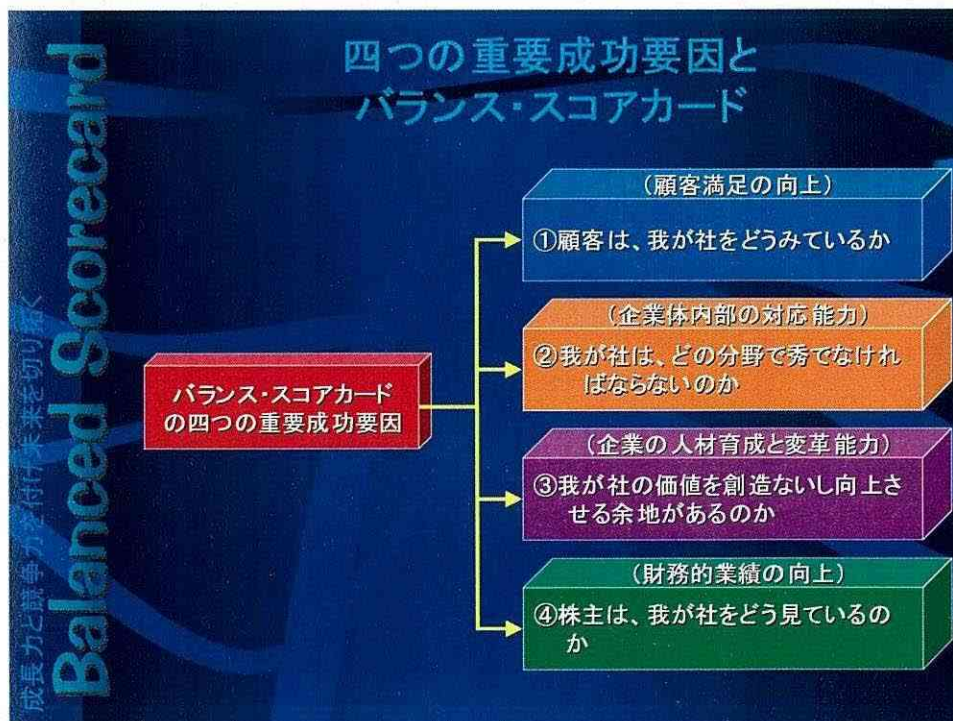 四つの重要成功要因と
バランス・スコアカード
Balanced Scorecard
成長力と競争力を付け未来を切り拓く
バランス・スコアカード
の四つの重要成功要因
(顧客満足の向上)
①顧客は、我が社をどうみているか
(企業体内部の対応能力)
②我が社は、どの分野で秀でなけれ
ばならないのか
(企業の人材育成と変革能力)
③我が社の価値を創造ないし向上さ
せる余地があるのか
(財務的業績の向上)
④株主は、我が社をどう見ているの
か